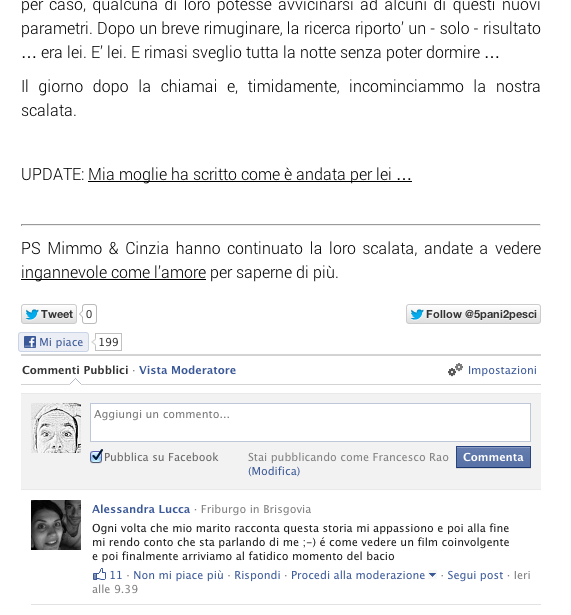 per caso, qualcuna di loro potesse avvicinarsi ad alcuni di questi nuovi
parametri. Dopo un breve rimuginare, la ricerca riporto' un - solo - risultato
... era lei. E' lei. E rimasi sveglio tutta la notte senza poter dormire ...
Il giorno dopo la chiamai e, timidamente, incominciammo la nostra
scalata.
UPDATE: Mia moglie ha scritto come è andata per lei ...
PS Mimmo & Cinzia hanno continuato la loro scalata, andate a vedere
ingannevole come l'amore per saperne di più.
Tweet 0 Follow @5pani2pesci
Mi piace 199
Commenti Pubblici · Vista Moderatore Impostazioni
Aggiungi un commento...
Pubblica su Facebook Stai pubblicando come Francesco Rao Commenta
(Modifica)
Alessandra Lucca · Friburgo in Brisgovia
Ogni volta che mio marito racconta questa storia mi appassiono e poi alla fine
mi rendo conto che sta parlando di me ;-) é come vedere un film coinvolgente
e poi finalmente arriviamo al fatidico momento del bacio
11 · Non mi piace più · Rispondi · Procedi alla moderazione · Segui post · Ieri
alle 9.39